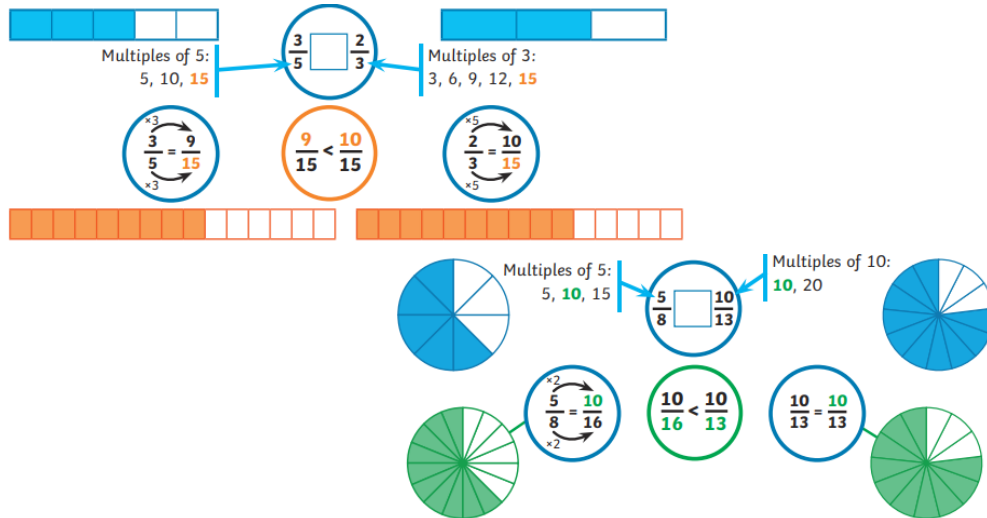 Multiples of 5:
5, 10, 15
3/5 2/3
Multiples of 3:
3, 6, 9, 12, 15
×3
3/5 = 9/15
×3
9/15 < 10/15
×5
2/3 = 10/15
×5
Multiples of 5:
5, 10, 15
5/8 10/13
Multiples of 10:
10, 20
×2
5/8 = 10/16
×2
10/16 < 10/13
10/13 = 10/13